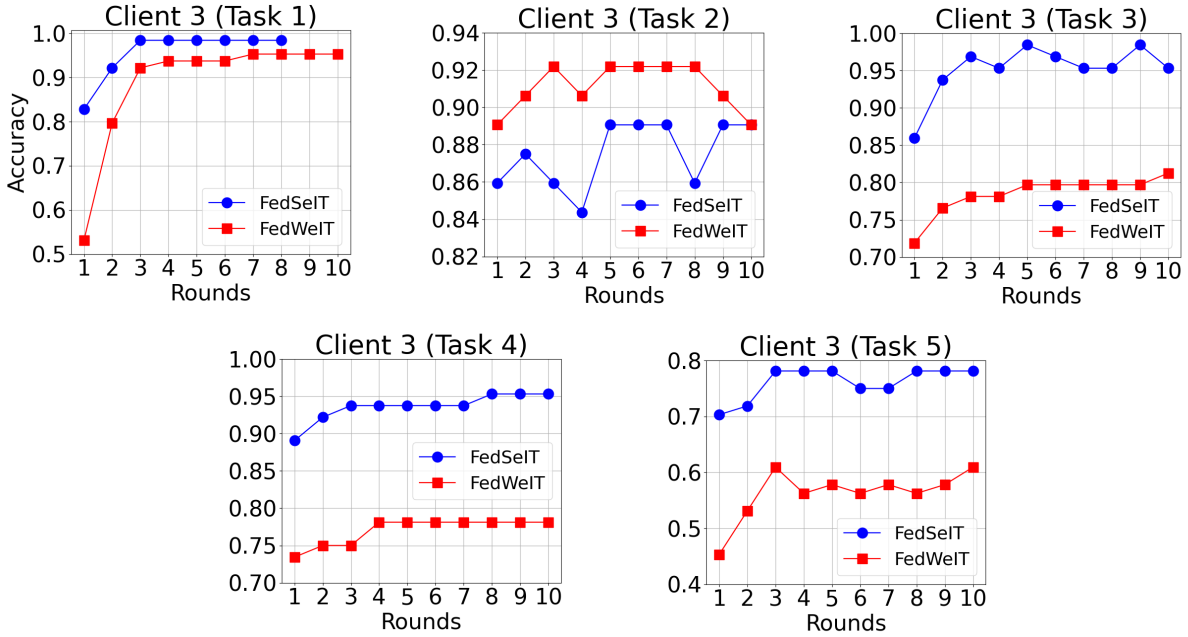 Client 3 (Task 1)
Accuracy
1.0
0.9
0.8
0.7
0.6
0.5
FedSeIT
FedWeIT
1 2 3 4 5 6 7 8 9 10
Rounds
Client 3 (Task 2)
0.94
0.92
0.90
0.88
0.86
0.84
0.82
FedSeIT
FedWeIT
1 2 3 4 5 6 7 8 9 10
Rounds
Client 3 (Task 3)
1.00
0.95
0.90
0.85
0.80
0.75
0.70
FedSeIT
FedWeIT
1 2 3 4 5 6 7 8 9 10
Rounds
Client 3 (Task 4)
1.00
0.95
0.90
0.85
0.80
0.75
0.70
FedSeIT
FedWeIT
1 2 3 4 5 6 7 8 9 10
Rounds
Client 3 (Task 5)
0.8
0.7
0.6
0.5
0.4
FedSeIT
FedWeIT
1 2 3 4 5 6 7 8 9 10
Rounds